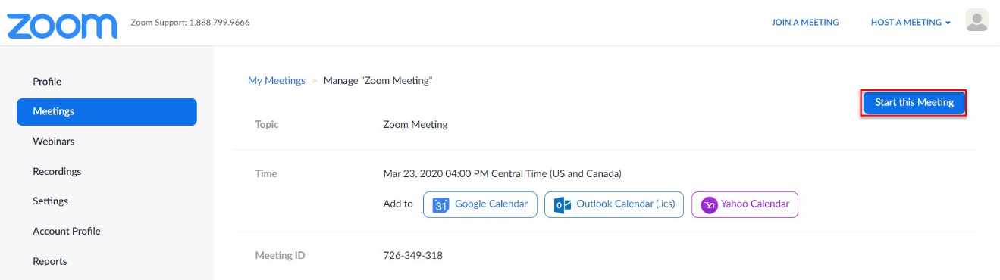 zoom
Zoom Support: 1.888.799.9666
JOIN A MEETING
HOST A MEETING
Profile
Meetings
Webinars
Recordings
Settings
Account Profile
Reports
My Meetings > Manage "Zoom Meeting"
Start this Meeting
Topic
Zoom Meeting
Time
Mar 23, 2020 04:00 PM Central Time (US and Canada)
Add to
31 Google Calendar
Outlook Calendar (.ics)
Yahoo Calendar
Meeting ID
726-349-318